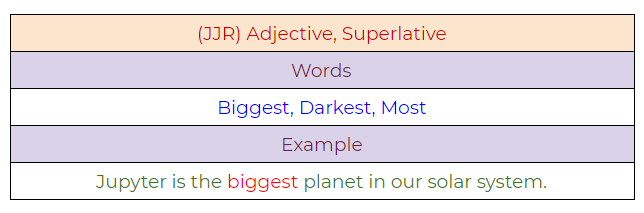 (JJR) Adjective, Superlative
Words
Biggest, Darkest, Most
Example
Jupyter is the biggest planet in our solar system.